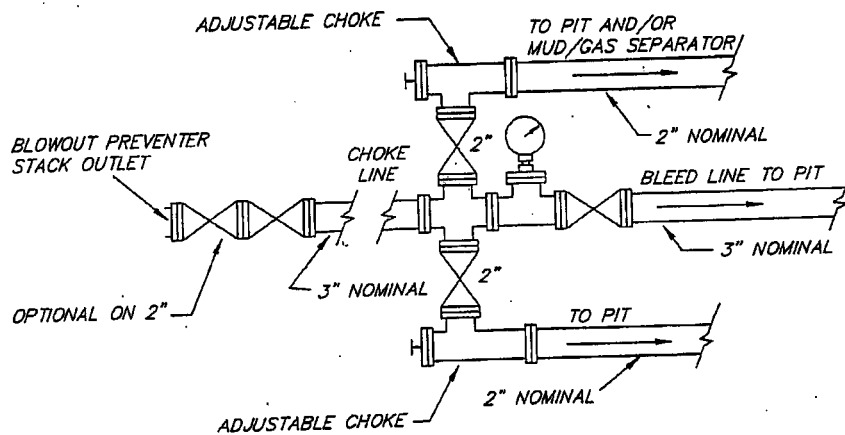 ADJUSTABLE CHOKE
TO PIT AND/OR
MUD/GAS SEPARATOR
2" NOMINAL
BLOWOUT PREVENTER
STACK OUTLET
CHOKE
LINE
2"
BLEED LINE TO PIT
3" NOMINAL
OPTIONAL ON 2"
3" NOMINAL
2"
TO PIT
2" NOMINAL
ADJUSTABLE CHOKE